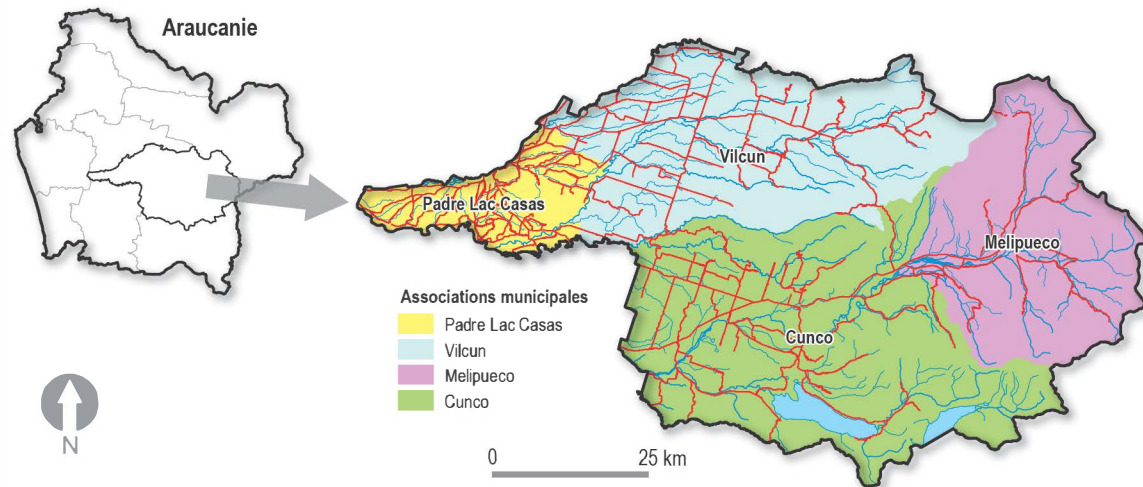 Araucanie
Vilcun
Padre Lac Casas
Melipueco
Cunco
Associations municipales
Padre Lac Casas
Vilcun
Melipueco
Cunco
N
0 25 km